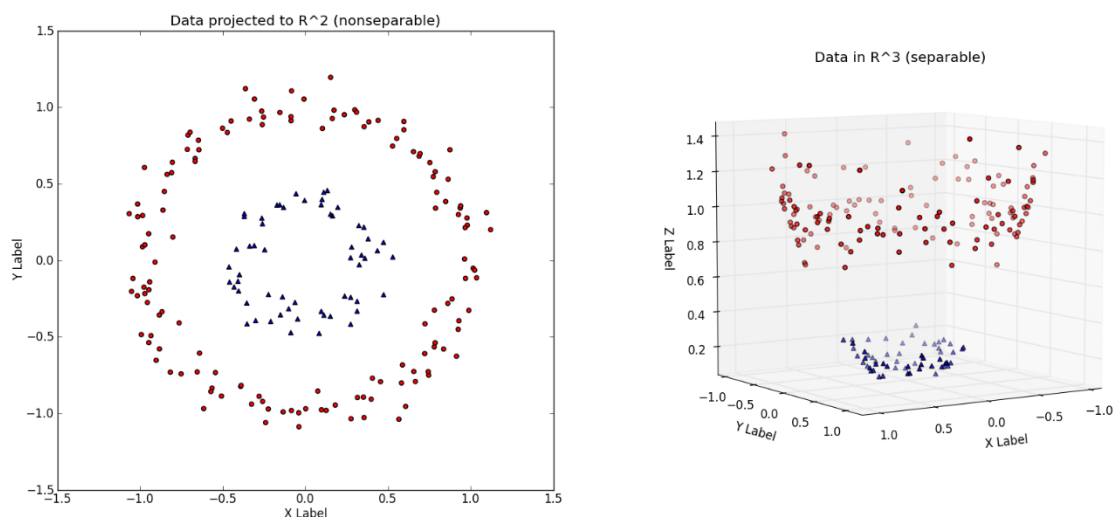 Data projected to R^2 (nonseparable)
1.5
1.0
0.5
0.0
−0.5
−1.0
−1.5
Y Label
−1.5 −1.0 −0.5 0.0 0.5 1.0 1.5
X Label
Data in R^3 (separable)
1.4
1.2
1.0
0.8
0.6
0.4
0.2
Z Label
−1.0 −0.5 0.0 0.5 1.0
Y Label
1.0 0.5 0.0 −0.5 −1.0
X Label